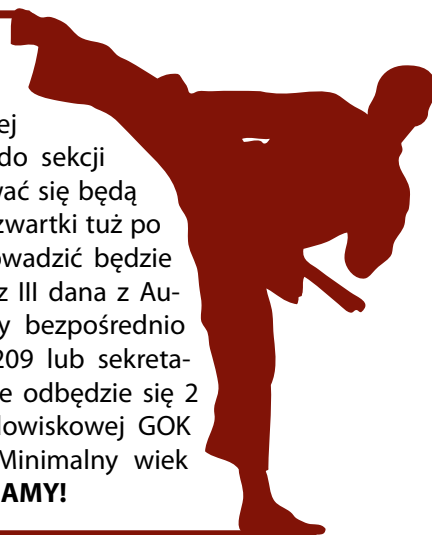 ej
do sekcji
wać się będą
zwartki tuż po
owadzić będzie
z III dana z Au-
y bezpośrednio
209 lub sekreta-
e odbędzie się 2
lowiskowej GOK
Minimalny wiek
AMY!